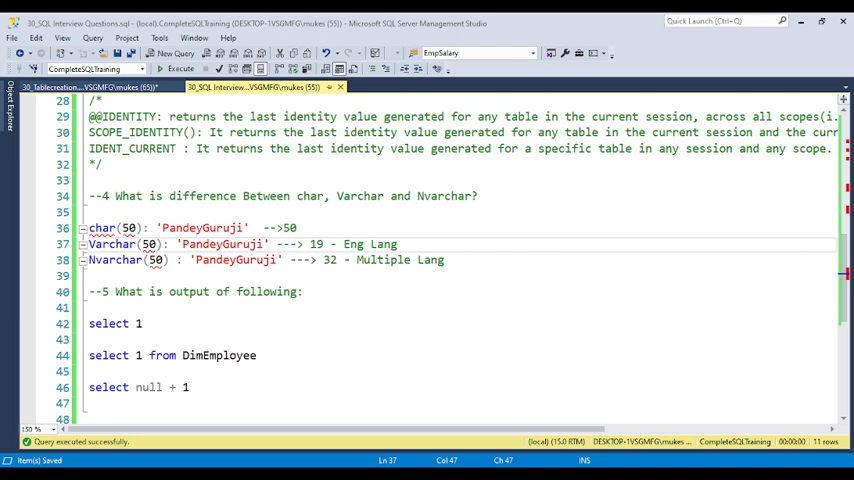 30_SQL Interview Questions.sql - (local).CompleteSQLTraining (DESKTOP-1VSGMFG\mukes (55)) - Microsoft SQL Server Management Studio
Quick Launch (Ctrl+Q)
File Edit View Query Project Tools Window Help
New Query
EmpSalary
CompleteSQLTraining
Execute
30_Tablecreation....VSGMFG\mukes (65))*
30_SQL Interview...VSGMFG\mukes (55))
Object Explorer
28 /*
29 @@IDENTITY: returns the last identity value generated for any table in the current session, across all scopes(i.
30 SCOPE_IDENTITY(): It returns the last identity value generated for any table in the current session and the curr
31 IDENT_CURRENT : It returns the last identity value generated for a specific table in any session and any scope.
32 */
33
34 --4 What is difference Between char, Varchar and Nvarchar?
35
36 char(50): 'PandeyGuruji' -->50
37 Varchar(50): 'PandeyGuruji' ---> 19 - Eng Lang
38 Nvarchar(50) : 'PandeyGuruji' ---> 32 - Multiple Lang
39
40 --5 What is output of following:
41
42 select 1
43
44 select 1 from DimEmployee
45
46 select null + 1
47
48
150 %
Query executed successfully.
(local) (15.0 RTM) DESKTOP-1VSGMFG\mukes ... CompleteSQLTraining 00:00:00 11 rows
Item(s) Saved Ln 37 Col 47 Ch 47 INS